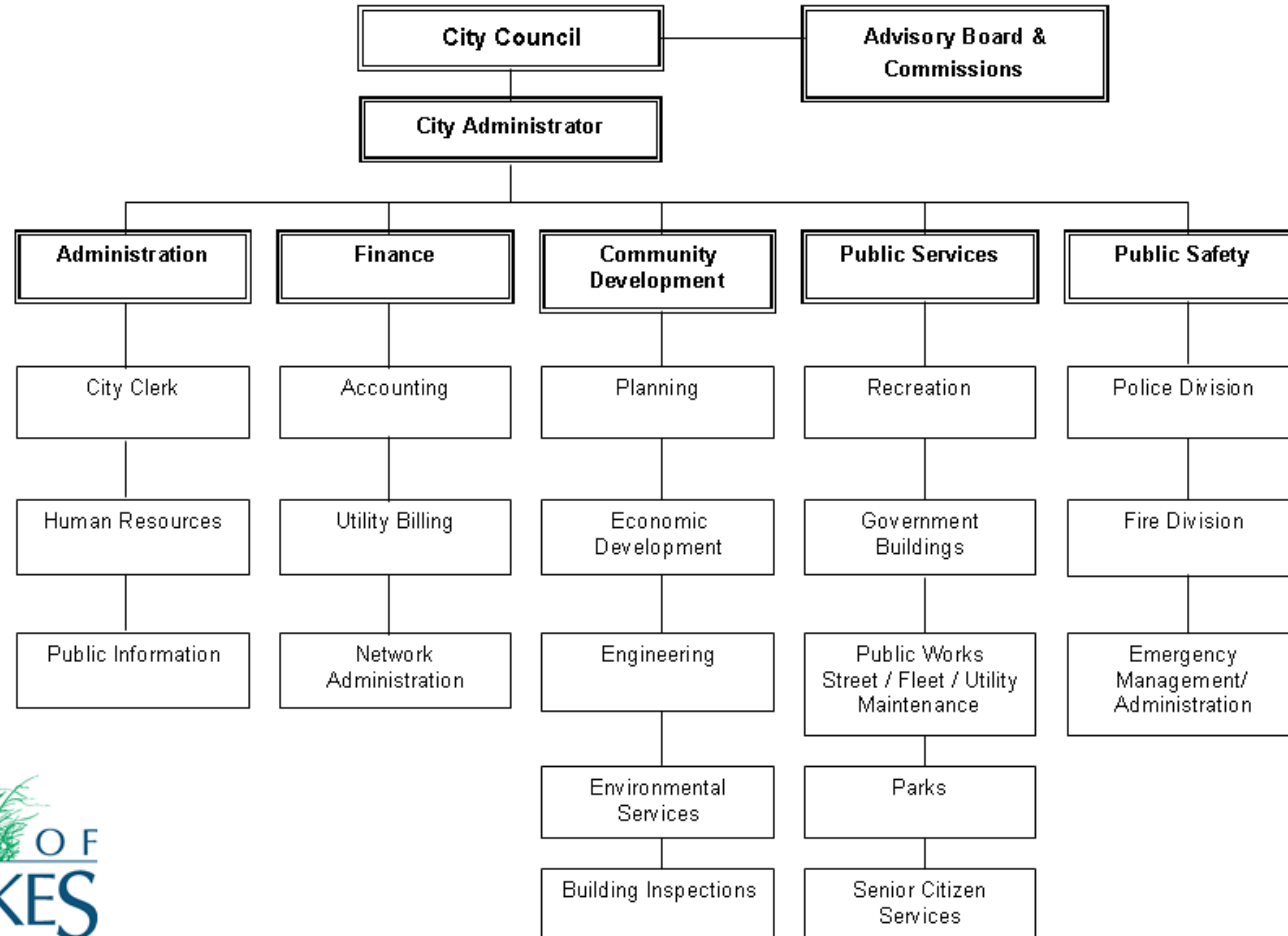 City Council
Advisory Board &
Commissions
City Administrator
Administration
Finance
Community
Development
Public Services
Public Safety
City Clerk
Accounting
Planning
Recreation
Police Division
Human Resources
Utility Billing
Economic
Development
Government
Buildings
Fire Division
Public Information
Network
Administration
Engineering
Public Works
Street / Fleet / Utility
Maintenance
Emergency
Management/
Administration
Environmental
Services
Parks
Building Inspections
Senior Citizen
Services
OF